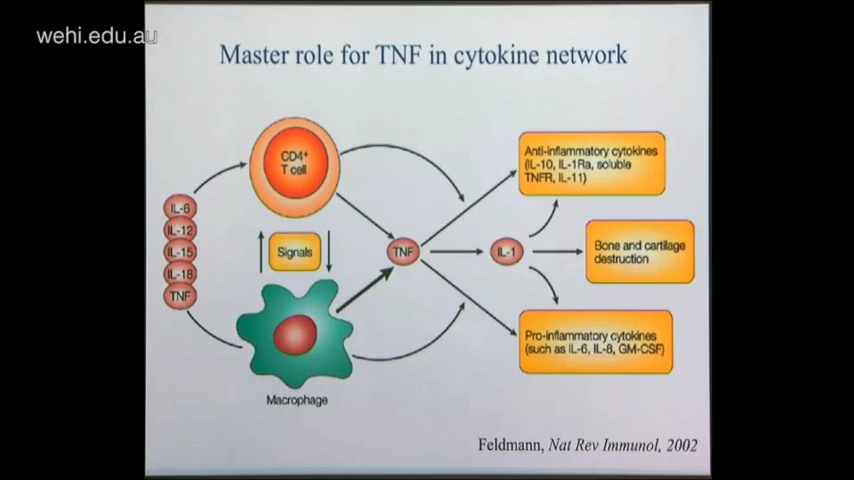 wehi.edu.au
Master role for TNF in cytokine network
CD4+
T cell
IL-6
IL-12
IL-15
IL-18
TNF
Signals
TNF
IL-1
Anti-inflammatory cytokines
(IL-10, IL-1Ra, soluble
TNFR, IL-11)
Bone and cartilage
destruction
Pro-inflammatory cytokines
(such as IL-6, IL-8, GM-CSF)
Macrophage
Feldmann, Nat Rev Immunol, 2002